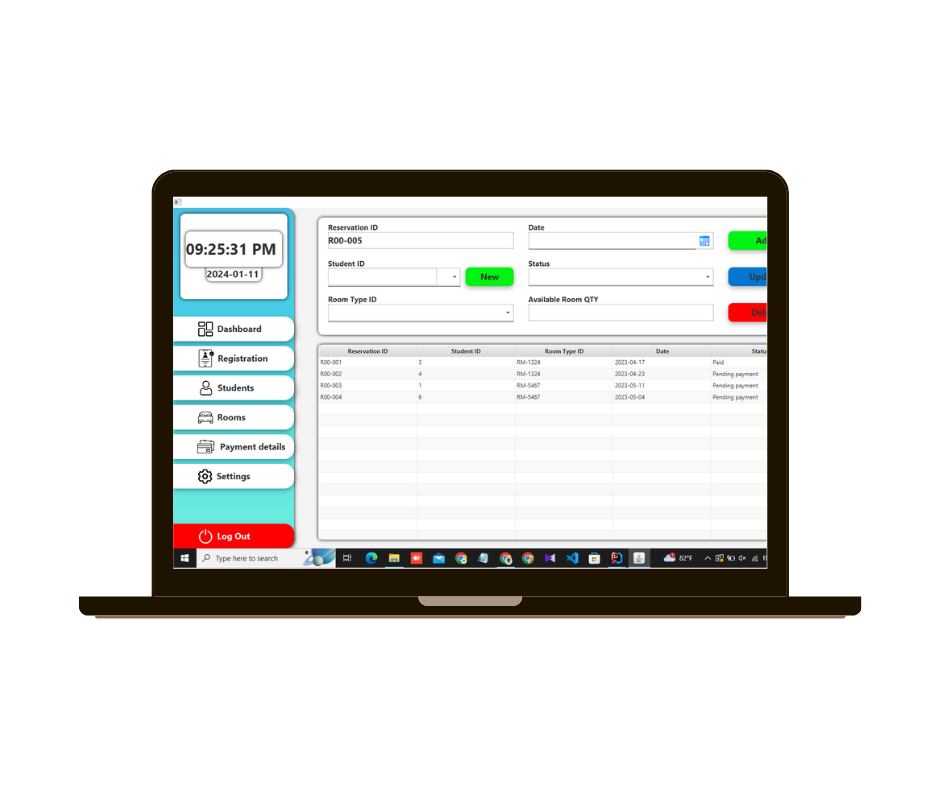 09:25:31 PM
2024-01-11
Dashboard
Registration
Students
Rooms
Payment details
Settings
Log Out
Reservation ID
R00-005
Date
Ad
Student ID
New
Status
Upd
Room Type ID
Available Room QTY
Del
Reservation ID Student ID Room Type ID Date Statu
R00-001 3 RM-1324 2023-04-17 Paid
R00-002 4 RM-1324 2023-04-23 Pending payment
R00-003 1 RM-5467 2023-05-11 Pending payment
R00-004 6 RM-5467 2023-05-04 Pending payment
Type here to search
82°F